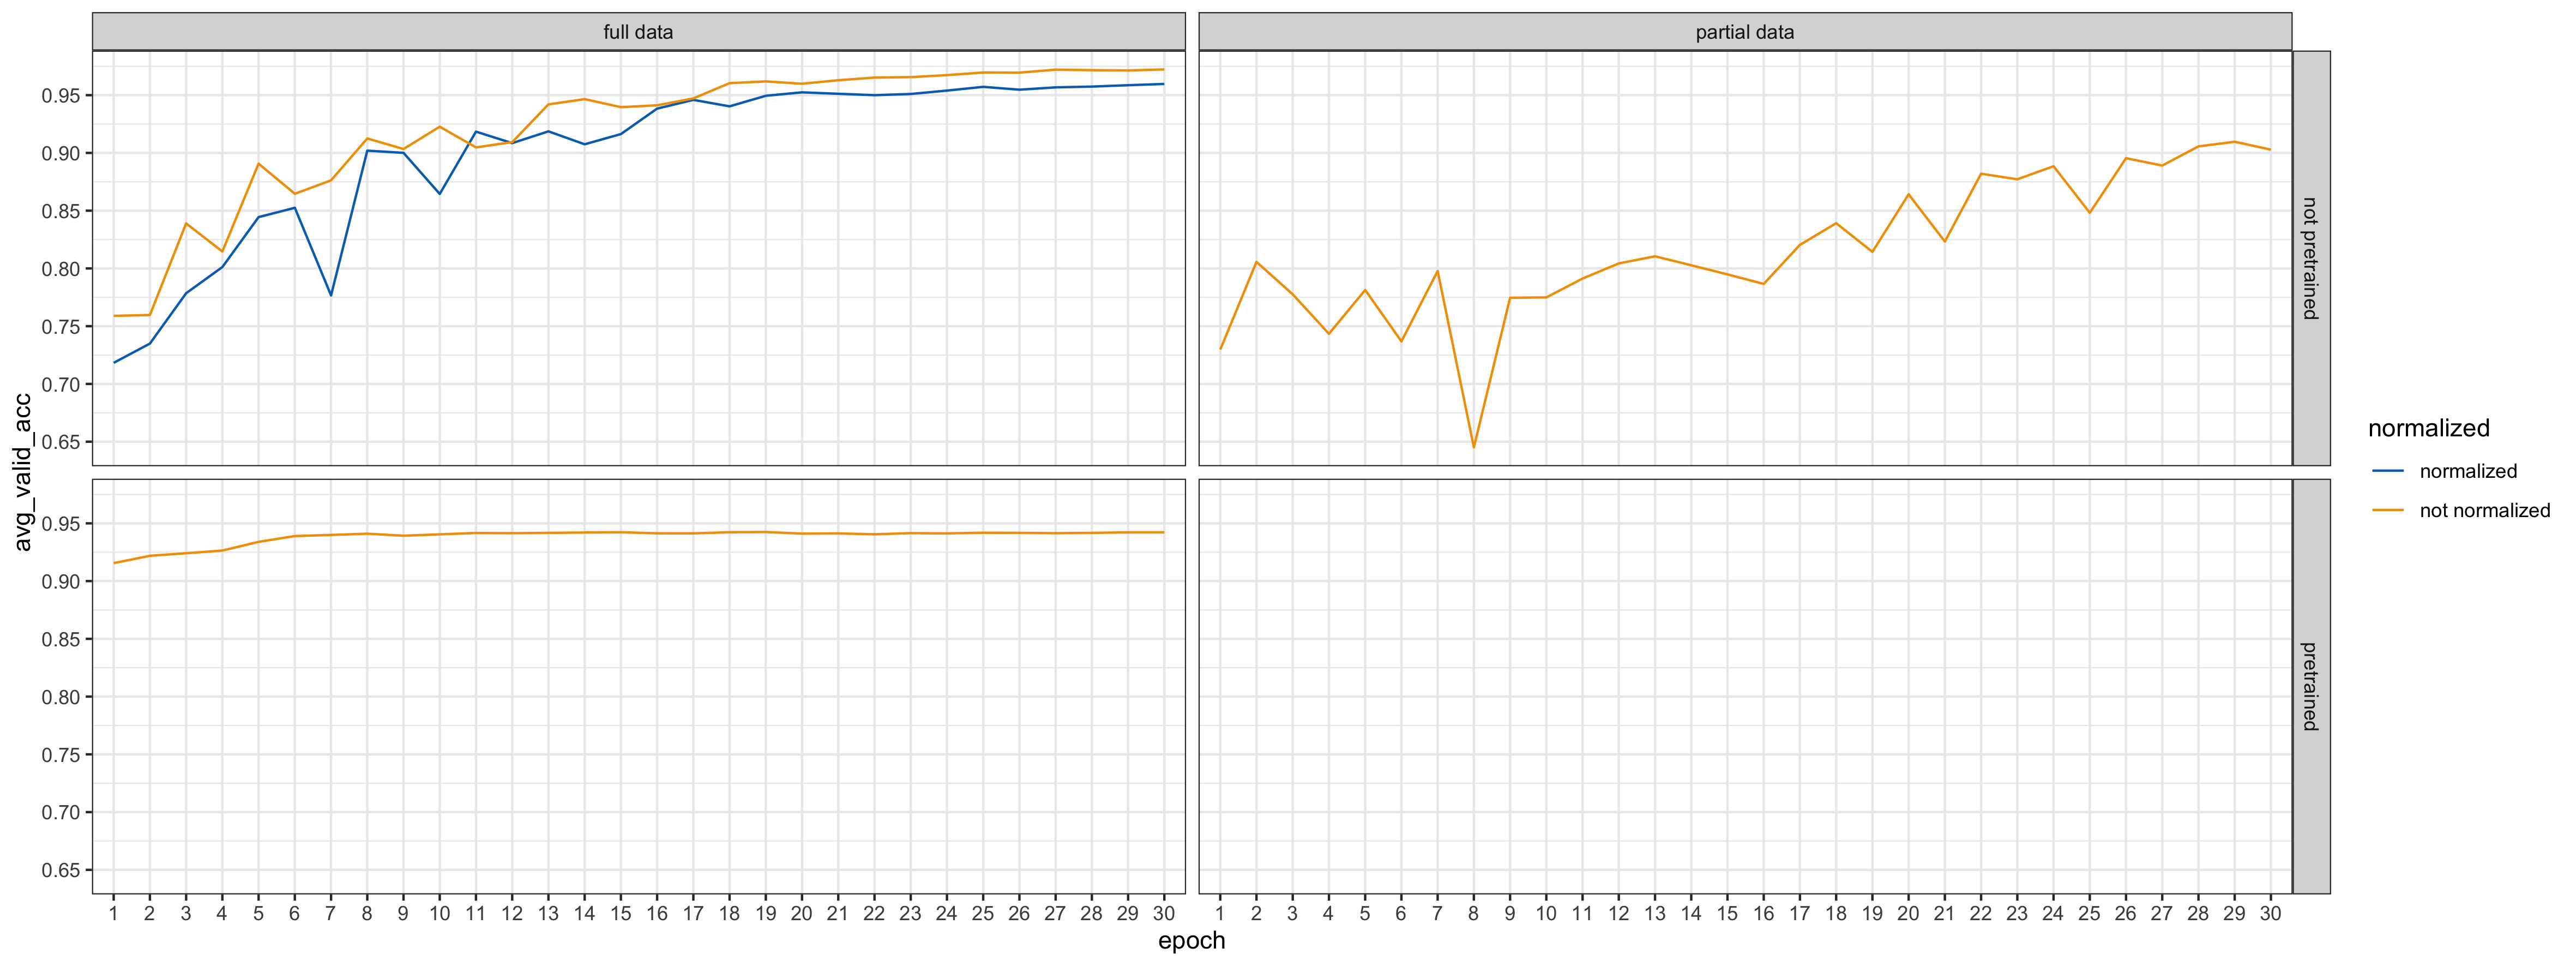 full data
partial data
0.95
0.90
0.85
0.80
0.75
0.70
0.65
not pretrained
0.95
0.90
0.85
0.80
0.75
0.70
0.65
pretrained
avg_valid_acc
1 2 3 4 5 6 7 8 9 10 11 12 13 14 15 16 17 18 19 20 21 22 23 24 25 26 27 28 29 30
1 2 3 4 5 6 7 8 9 10 11 12 13 14 15 16 17 18 19 20 21 22 23 24 25 26 27 28 29 30
epoch
normalized
normalized
not normalized